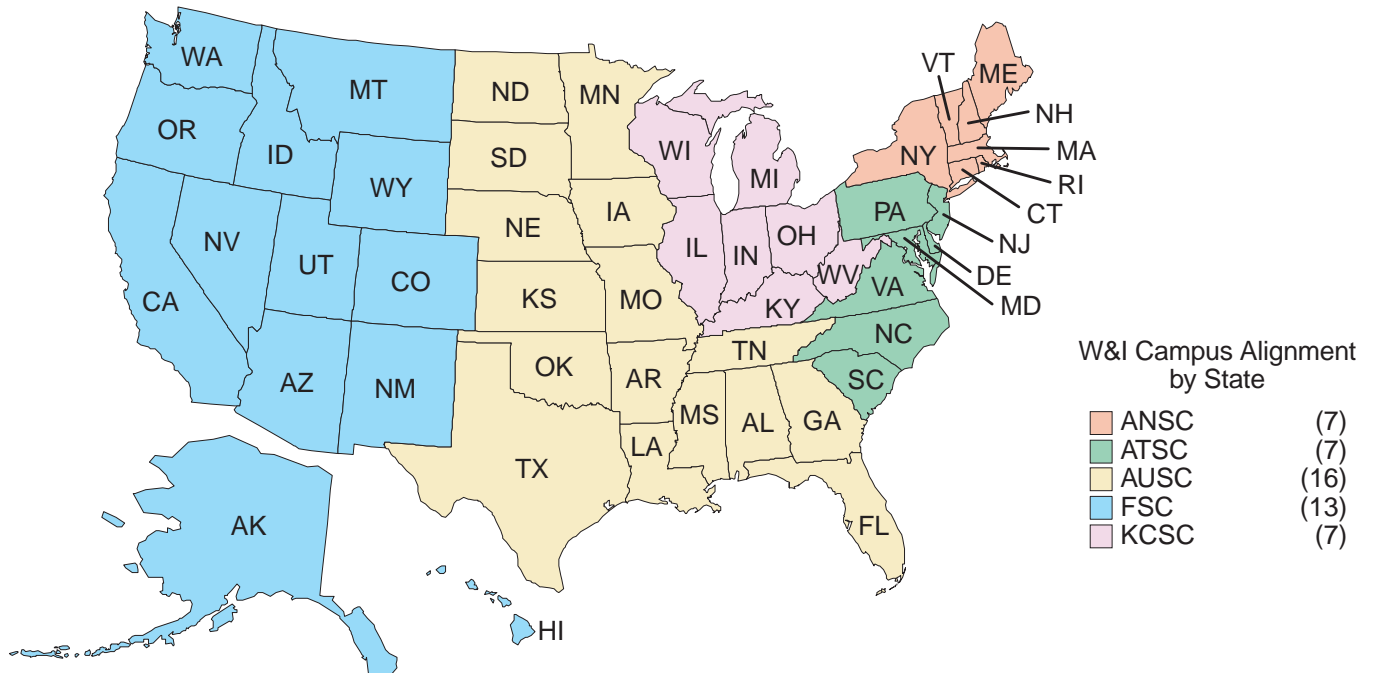 WA
MT
ND
MN
VT
ME
OR
ID
SD
WI
MI
NY
NH
MA
RI
CT
WY
NE
IA
PA
NJ
NV
UT
CO
IL
IN
OH
WV
VA
DE
MD
CA
KS
MO
KY
NC
AZ
NM
OK
AR
TN
SC
MS
AL
GA
LA
TX
FL
AK
HI
W&I Campus Alignment
by State
ANSC (7)
ATSC (7)
AUSC (16)
FSC (13)
KCSC (7)